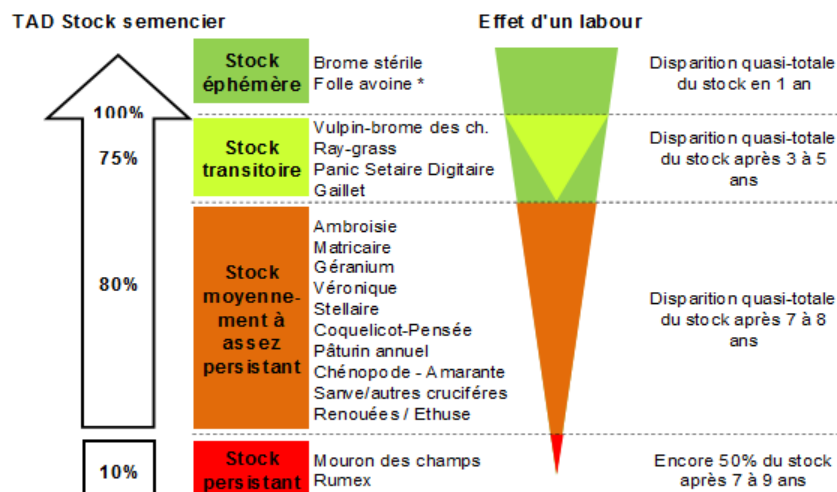 TAD Stock semencier
Effet d'un labour
100%
75%
80%
10%
Stock
éphémère
Brome stérile
Folle avoine *
Disparition quasi-totale
du stock en 1 an
Stock
transitoire
Vulpin-brome des ch.
Ray-grass
Panic Setaire Digitaire
Gaillet
Disparition quasi-totale
du stock après 3 à 5
ans
Stock
moyenne-
ment à
assez
persistant
Ambroisie
Matricaire
Géranium
Véronique
Stellaire
Coquelicot-Pensée
Pâturin annuel
Chénopode - Amarante
Sanve/autres cruciféres
Renouées / Ethuse
Disparition quasi-totale
du stock après 7 à 8
ans
Stock
persistant
Mouron des champs
Rumex
Encore 50% du stock
après 7 à 9 ans